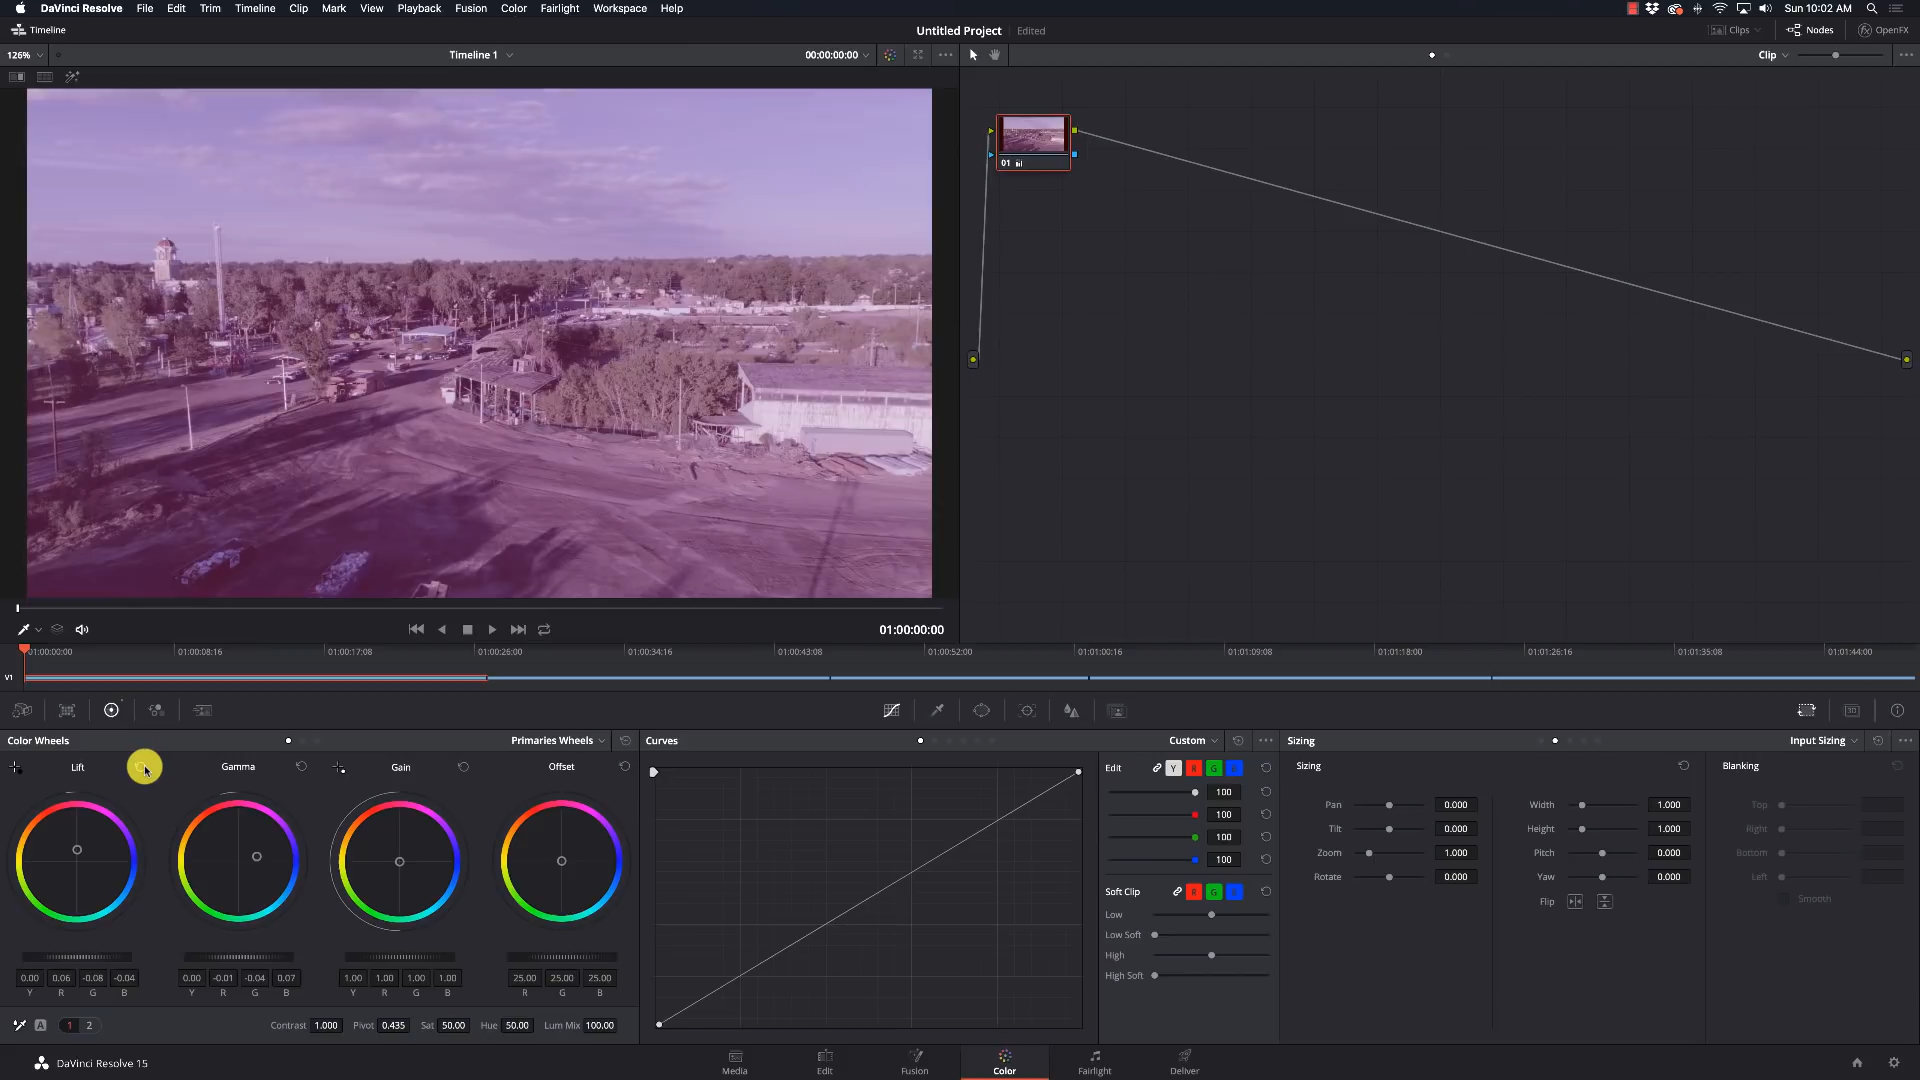 DaVinci Resolve File Edit Trim Timeline Clip Mark View Playback Fusion Color Fairlight Workspace Help Sun 10:02 AM
Timeline Untitled Project Edited Clips Nodes OpenFX
126% Timeline 1 00:00:00:00 Clip
01
01:00:00:00
01:00:00:00 01:00:08:16 01:00:17:08 01:00:26:00 01:00:34:16 01:00:43:08 01:00:52:00 01:01:00:16 01:01:09:08 01:01:18:00 01:01:26:16 01:01:35:08 01:01:44:00
V1
Color Wheels Primaries Wheels Curves Custom Sizing Input Sizing
Lift Gamma Gain Offset Edit Y R G Sizing Blanking
100
100
100
100
Pan 0.000 Width 1.000 Top
Tilt 0.000 Height 1.000 Right
Zoom 1.000 Pitch 0.000 Bottom
Rotate 0.000 Yaw 0.000 Left
Soft Clip R G B Flip Smooth
Low
Low Soft
High
High Soft
0.00 0.06 -0.08 -0.04 0.00 -0.01 -0.04 0.07 1.00 1.00 1.00 1.00 25.00 25.00 25.00
Y R G B Y R G B Y R G B R G B
A 1 2 Contrast 1.000 Pivot 0.435 Sat 50.00 Hue 50.00 Lum Mix 100.00
DaVinci Resolve 15 Media Edit Fusion Color Fairlight Deliver